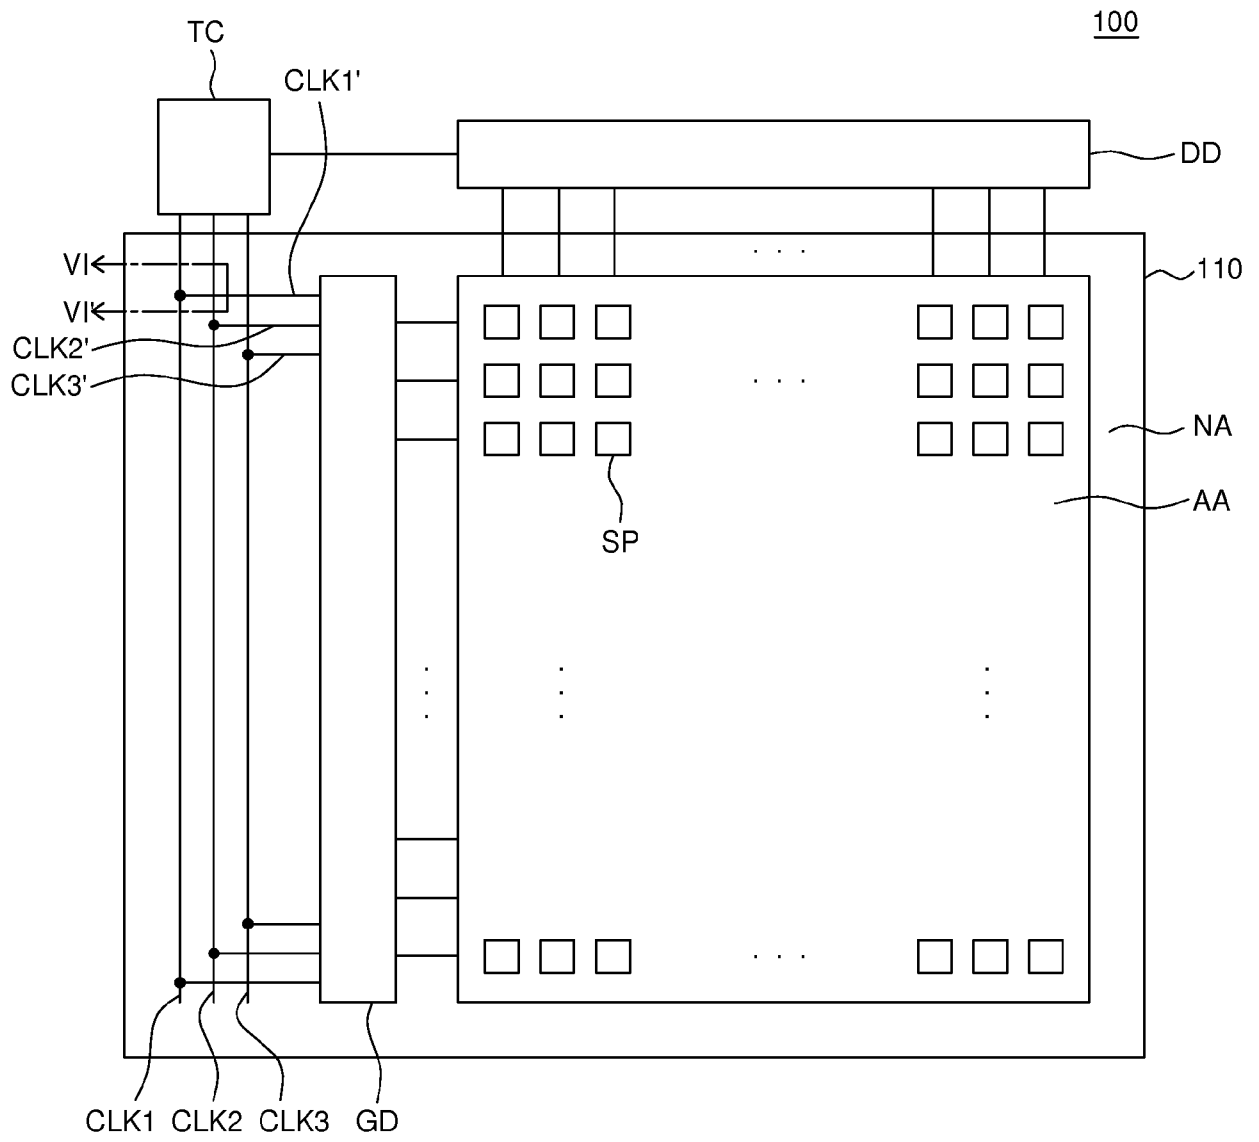 100
TC
CLK1'
DD
VI
110
VI'
CLK2'
CLK3'
NA
AA
SP
CLK1 CLK2 CLK3 GD